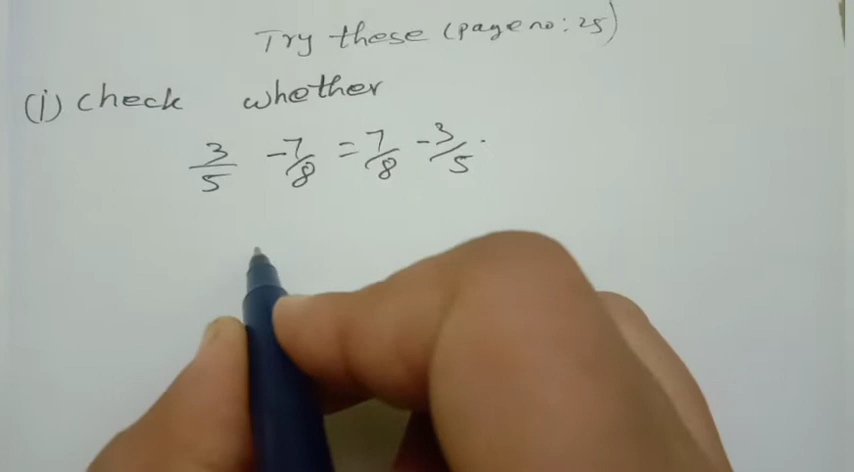 Try these (page no: 25)
(i) check whether
3/5 -7/8 = 7/8 -3/5.